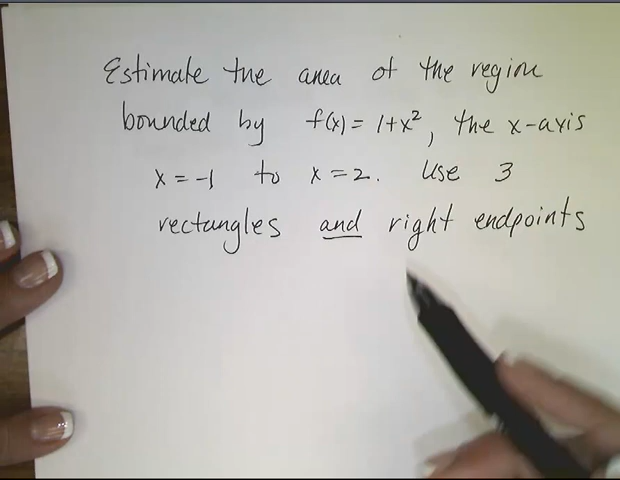 Estimate the area of the region
bounded by f(x) = 1+x², the x-axis
x = -1 to x = 2. Use 3
rectangles and right endpoints